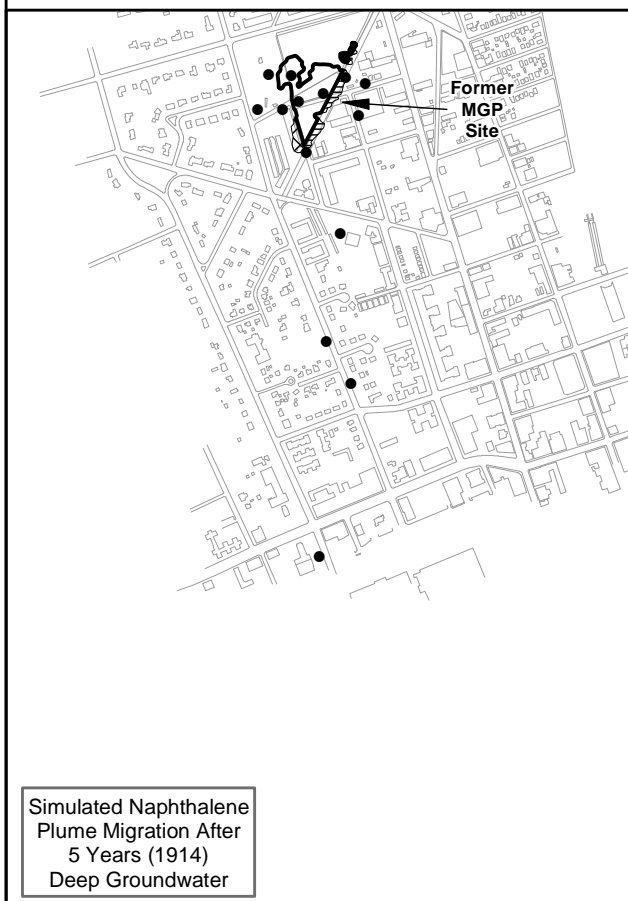 Former
MGP
Site
Simulated Naphthalene
Plume Migration After
5 Years (1914)
Deep Groundwater